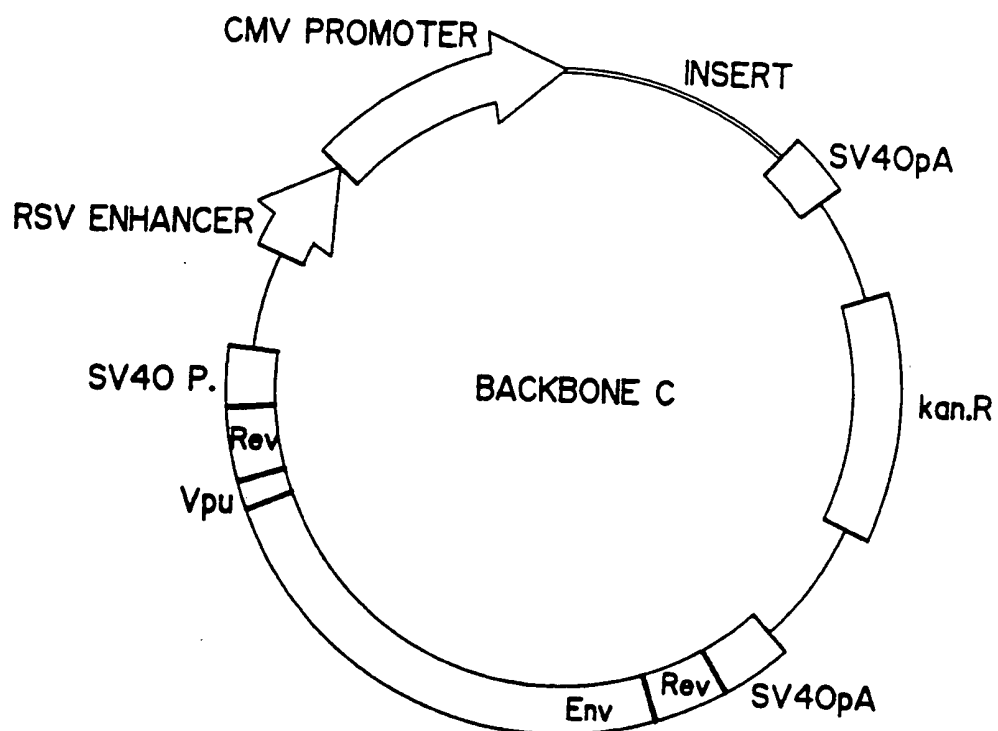 CMV PROMOTER
INSERT
SV40pA
RSV ENHANCER
SV40 P.
BACKBONE C
kan.R
Rev
Vpu
Env
Rev
SV40pA